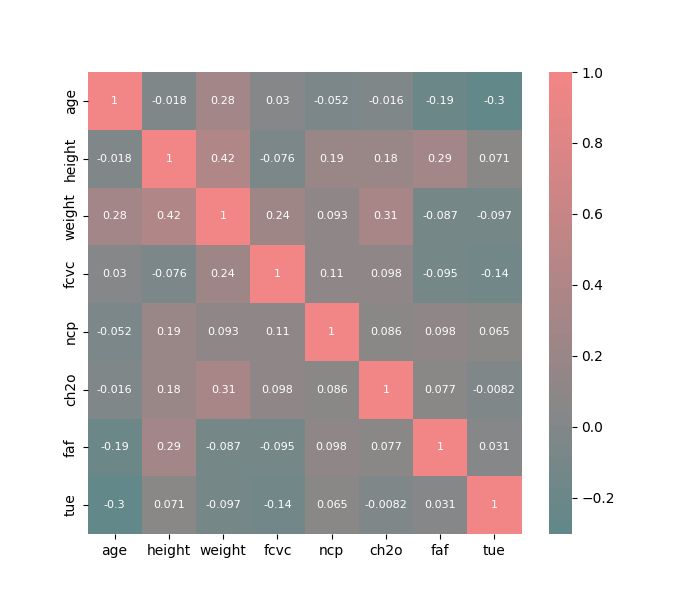 1.0
age 1 -0.018 0.28 0.03 -0.052 -0.016 -0.19 -0.3
0.8
height -0.018 1 0.42 -0.076 0.19 0.18 0.29 0.071
0.6
weight 0.28 0.42 1 0.24 0.093 0.31 -0.087 -0.097
fcvc 0.03 -0.076 0.24 1 0.11 0.098 -0.095 -0.14
0.4
ncp -0.052 0.19 0.093 0.11 1 0.086 0.098 0.065
0.2
ch2o -0.016 0.18 0.31 0.098 0.086 1 0.077 -0.0082
0.0
faf -0.19 0.29 -0.087 -0.095 0.098 0.077 1 0.031
−0.2
tue -0.3 0.071 -0.097 -0.14 0.065 -0.0082 0.031 1
age height weight fcvc ncp ch2o faf tue